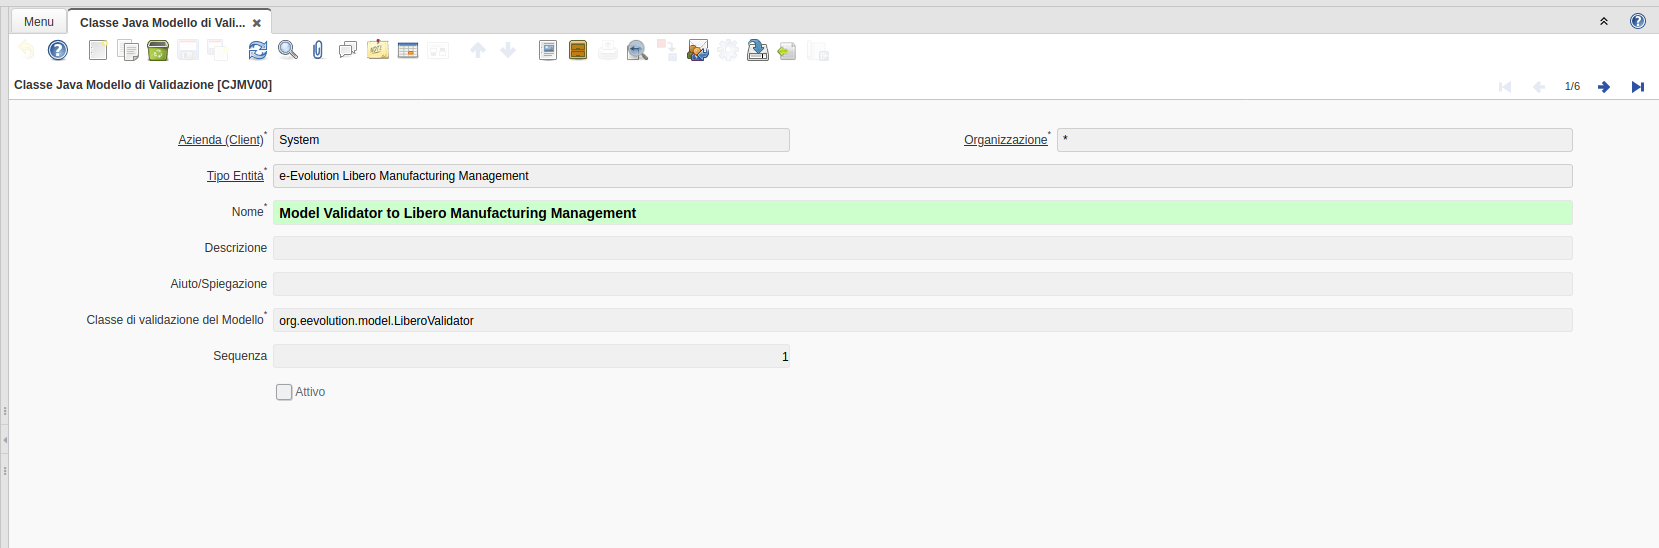 Menu
Classe Java Modello di Vali...
Classe Java Modello di Validazione [CJMV00]
1/6
Azienda (Client)* System
Organizzazione* *
Tipo Entità* e-Evolution Libero Manufacturing Management
Nome* Model Validator to Libero Manufacturing Management
Descrizione
Aiuto/Spiegazione
Classe di validazione del Modello* org.eevolution.model.LiberoValidator
Sequenza 1
Attivo